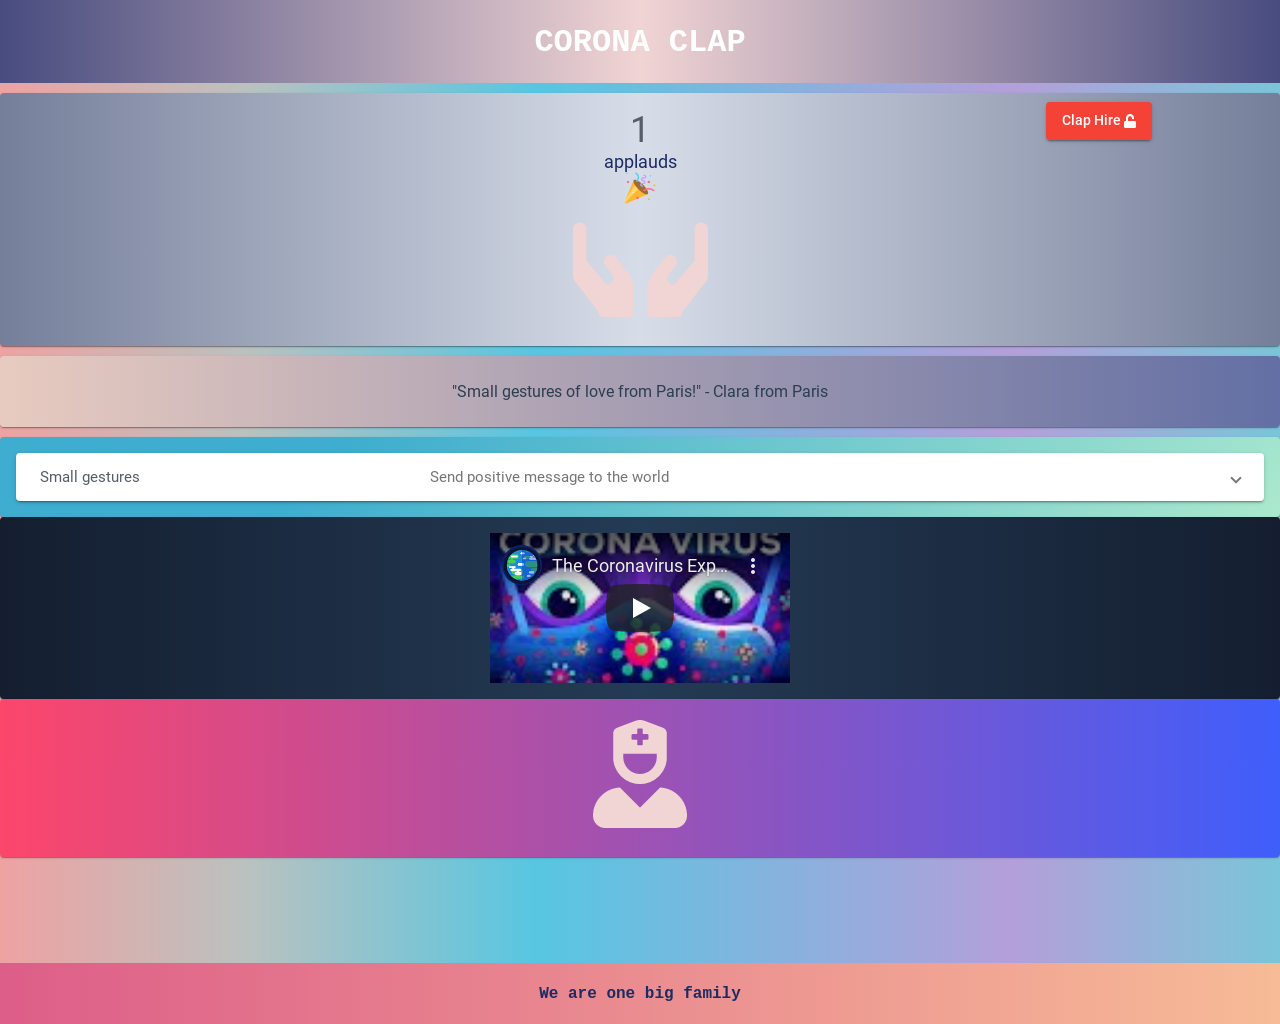 CORONA CLAP
1
Clap Hire
applauds
"Small gestures of love from Paris!" - Clara from Paris
Small gestures
Send positive message to the world
CORONA VIRUS
The Coronavirus Exp...
We are one big family